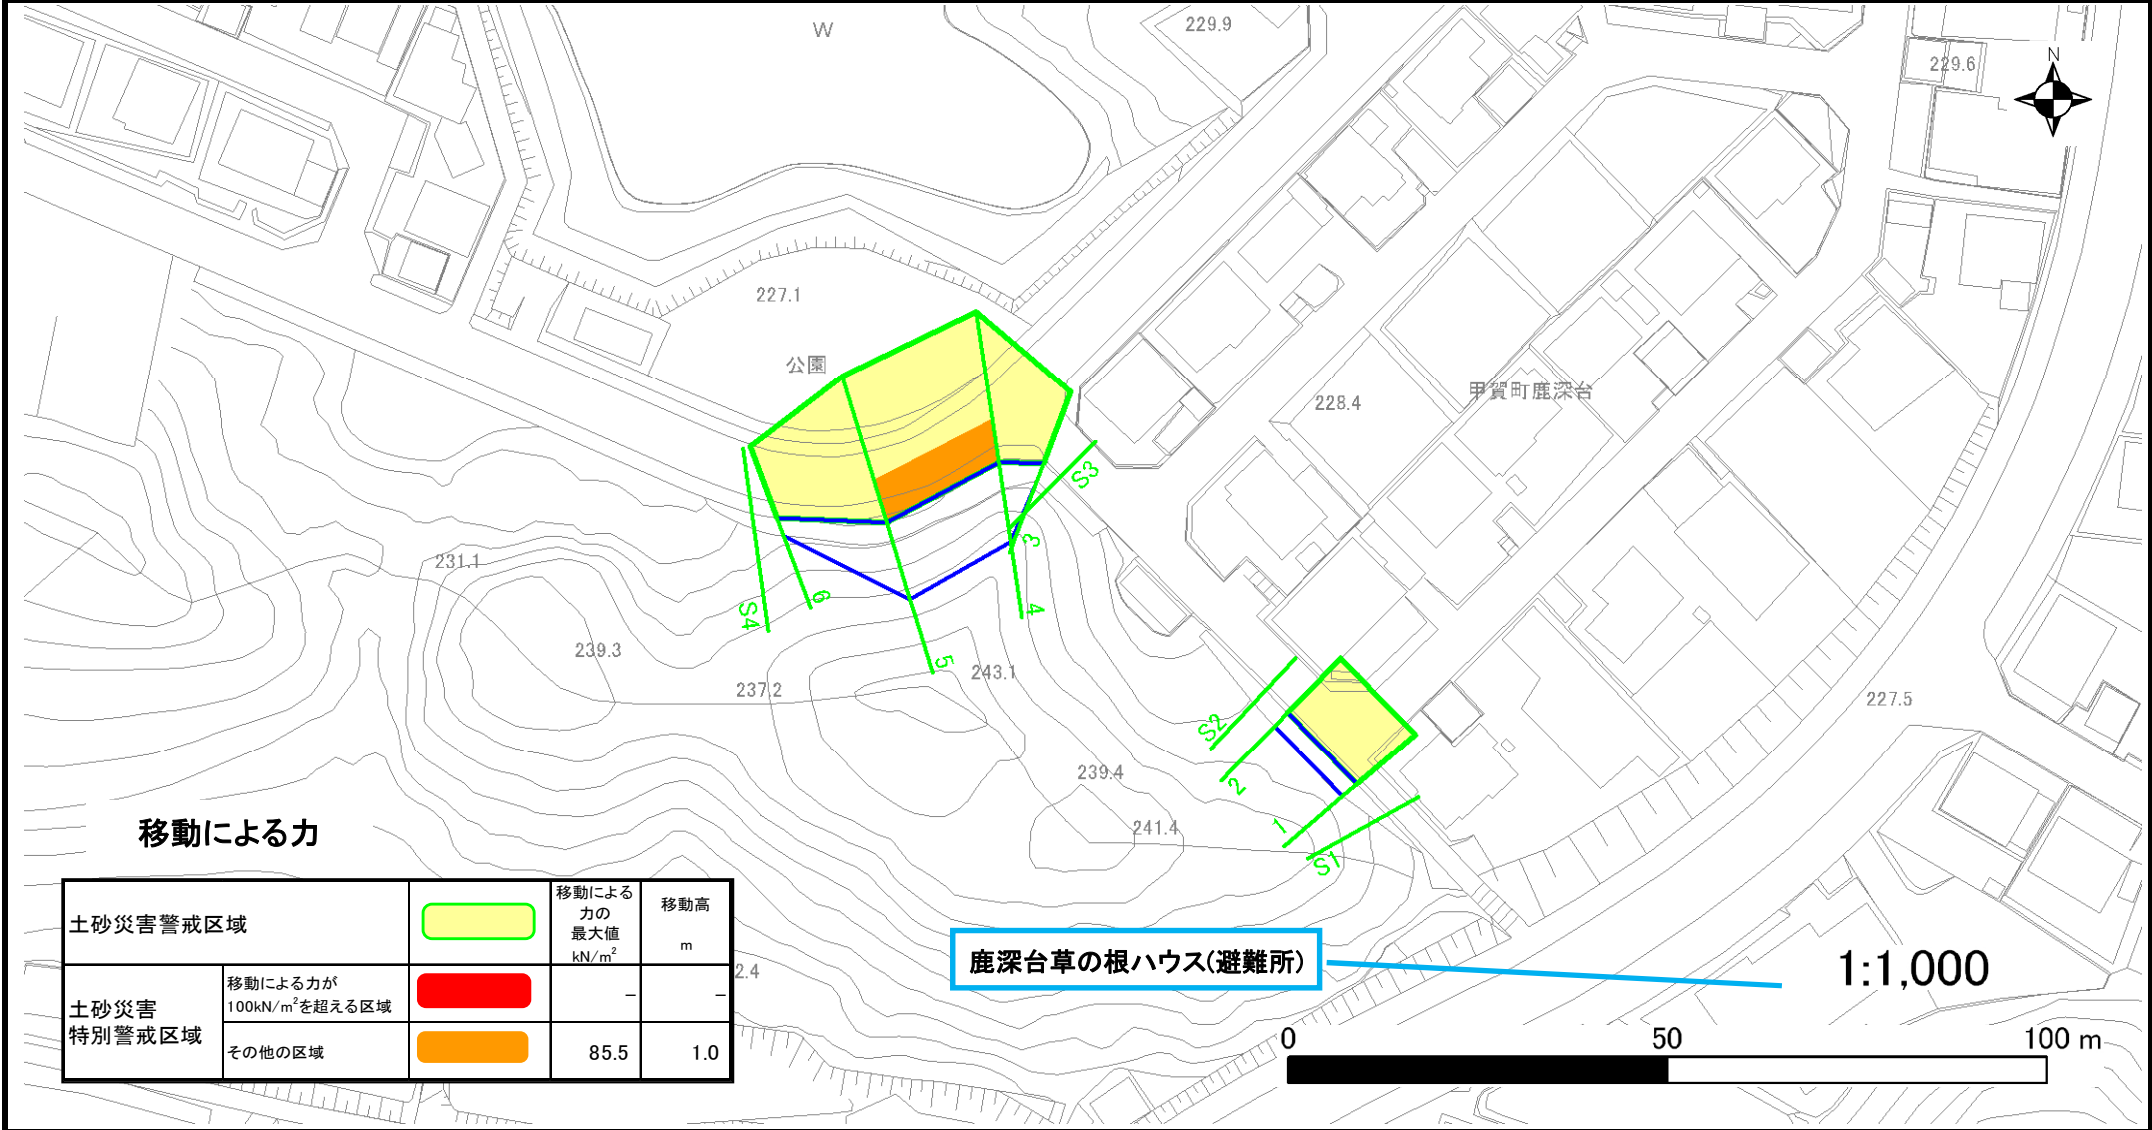 W
229.9
N
229.6
227.1
公園
甲賀町鹿深台
228.4
S3
3
231.1
6
S4
4
239.3
5
243.1
237.2
227.5
S2
2
239.4
1
241.4
S1
移動による力
土砂災害警戒区域
移動による
力の
最大値
kN/m²
移動高
m
2.4
土砂災害
特別警戒区域
移動による力が
100kN/m²を超える区域
－
－
その他の区域
85.5
1.0
鹿深台草の根ハウス(避難所)
1:1,000
0
50
100 m